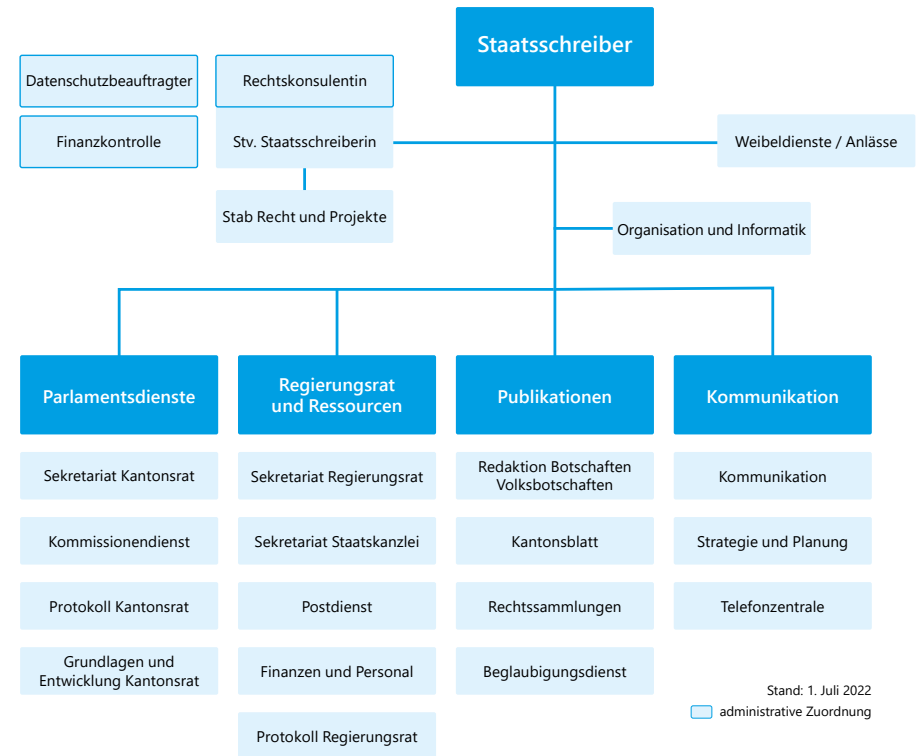 Staatsschreiber
Datenschutzbeauftragter
Rechtskonsulentin
Finanzkontrolle
Stv. Staatsschreiberin
Weibeldienste / Anlässe
Stab Recht und Projekte
Organisation und Informatik
Parlamentsdienste
Regierungsrat
und Ressourcen
Publikationen
Kommunikation
Sekretariat Kantonsrat
Sekretariat Regierungsrat
Redaktion Botschaften
Volksbotschaften
Kommunikation
Kommissionendienst
Sekretariat Staatskanzlei
Kantonsblatt
Strategie und Planung
Protokoll Kantonsrat
Postdienst
Rechtssammlungen
Telefonzentrale
Grundlagen und
Entwicklung Kantonsrat
Finanzen und Personal
Beglaubigungsdienst
Protokoll Regierungsrat
Stand: 1. Juli 2022
administrative Zuordnung